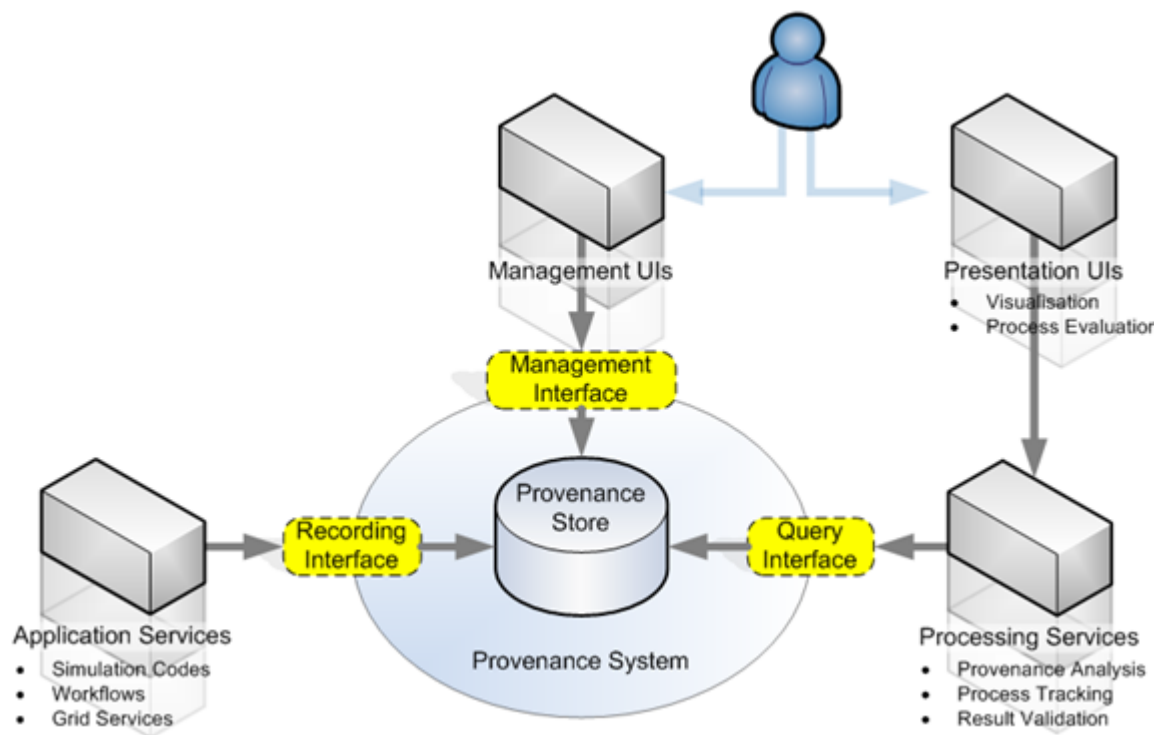 Management UIs
Presentation UIs
• Visualisation
• Process Evaluation
Management
Interface
Provenance
Store
Recording
Interface
Query
Interface
Provenance System
Application Services
• Simulation Codes
• Workflows
• Grid Services
Processing Services
• Provenance Analysis
• Process Tracking
• Result Validation